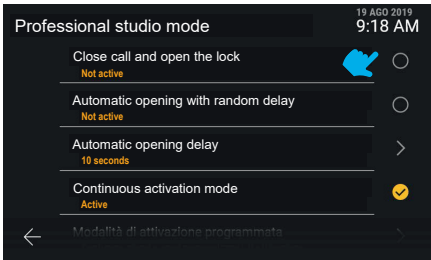 19 AGO 2019
Professional studio mode
9:18 AM
Close call and open the lock
Not active
Automatic opening with random delay
Not active
Automatic opening delay
10 seconds
Continuous activation mode
Active
Modalità di attivazione programmata